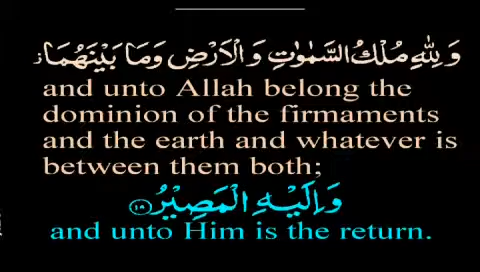 وَلِلّٰهِ مُلْكُ السَّمٰوٰتِ وَالْاَرْضِ وَمَا بَيْنَهُمَا ز
and unto Allah belong the
dominion of the firmaments
and the earth and whatever is
between them both;
وَاِلَيْهِ الْمَصِيْرُ ۝١٨
and unto Him is the return.